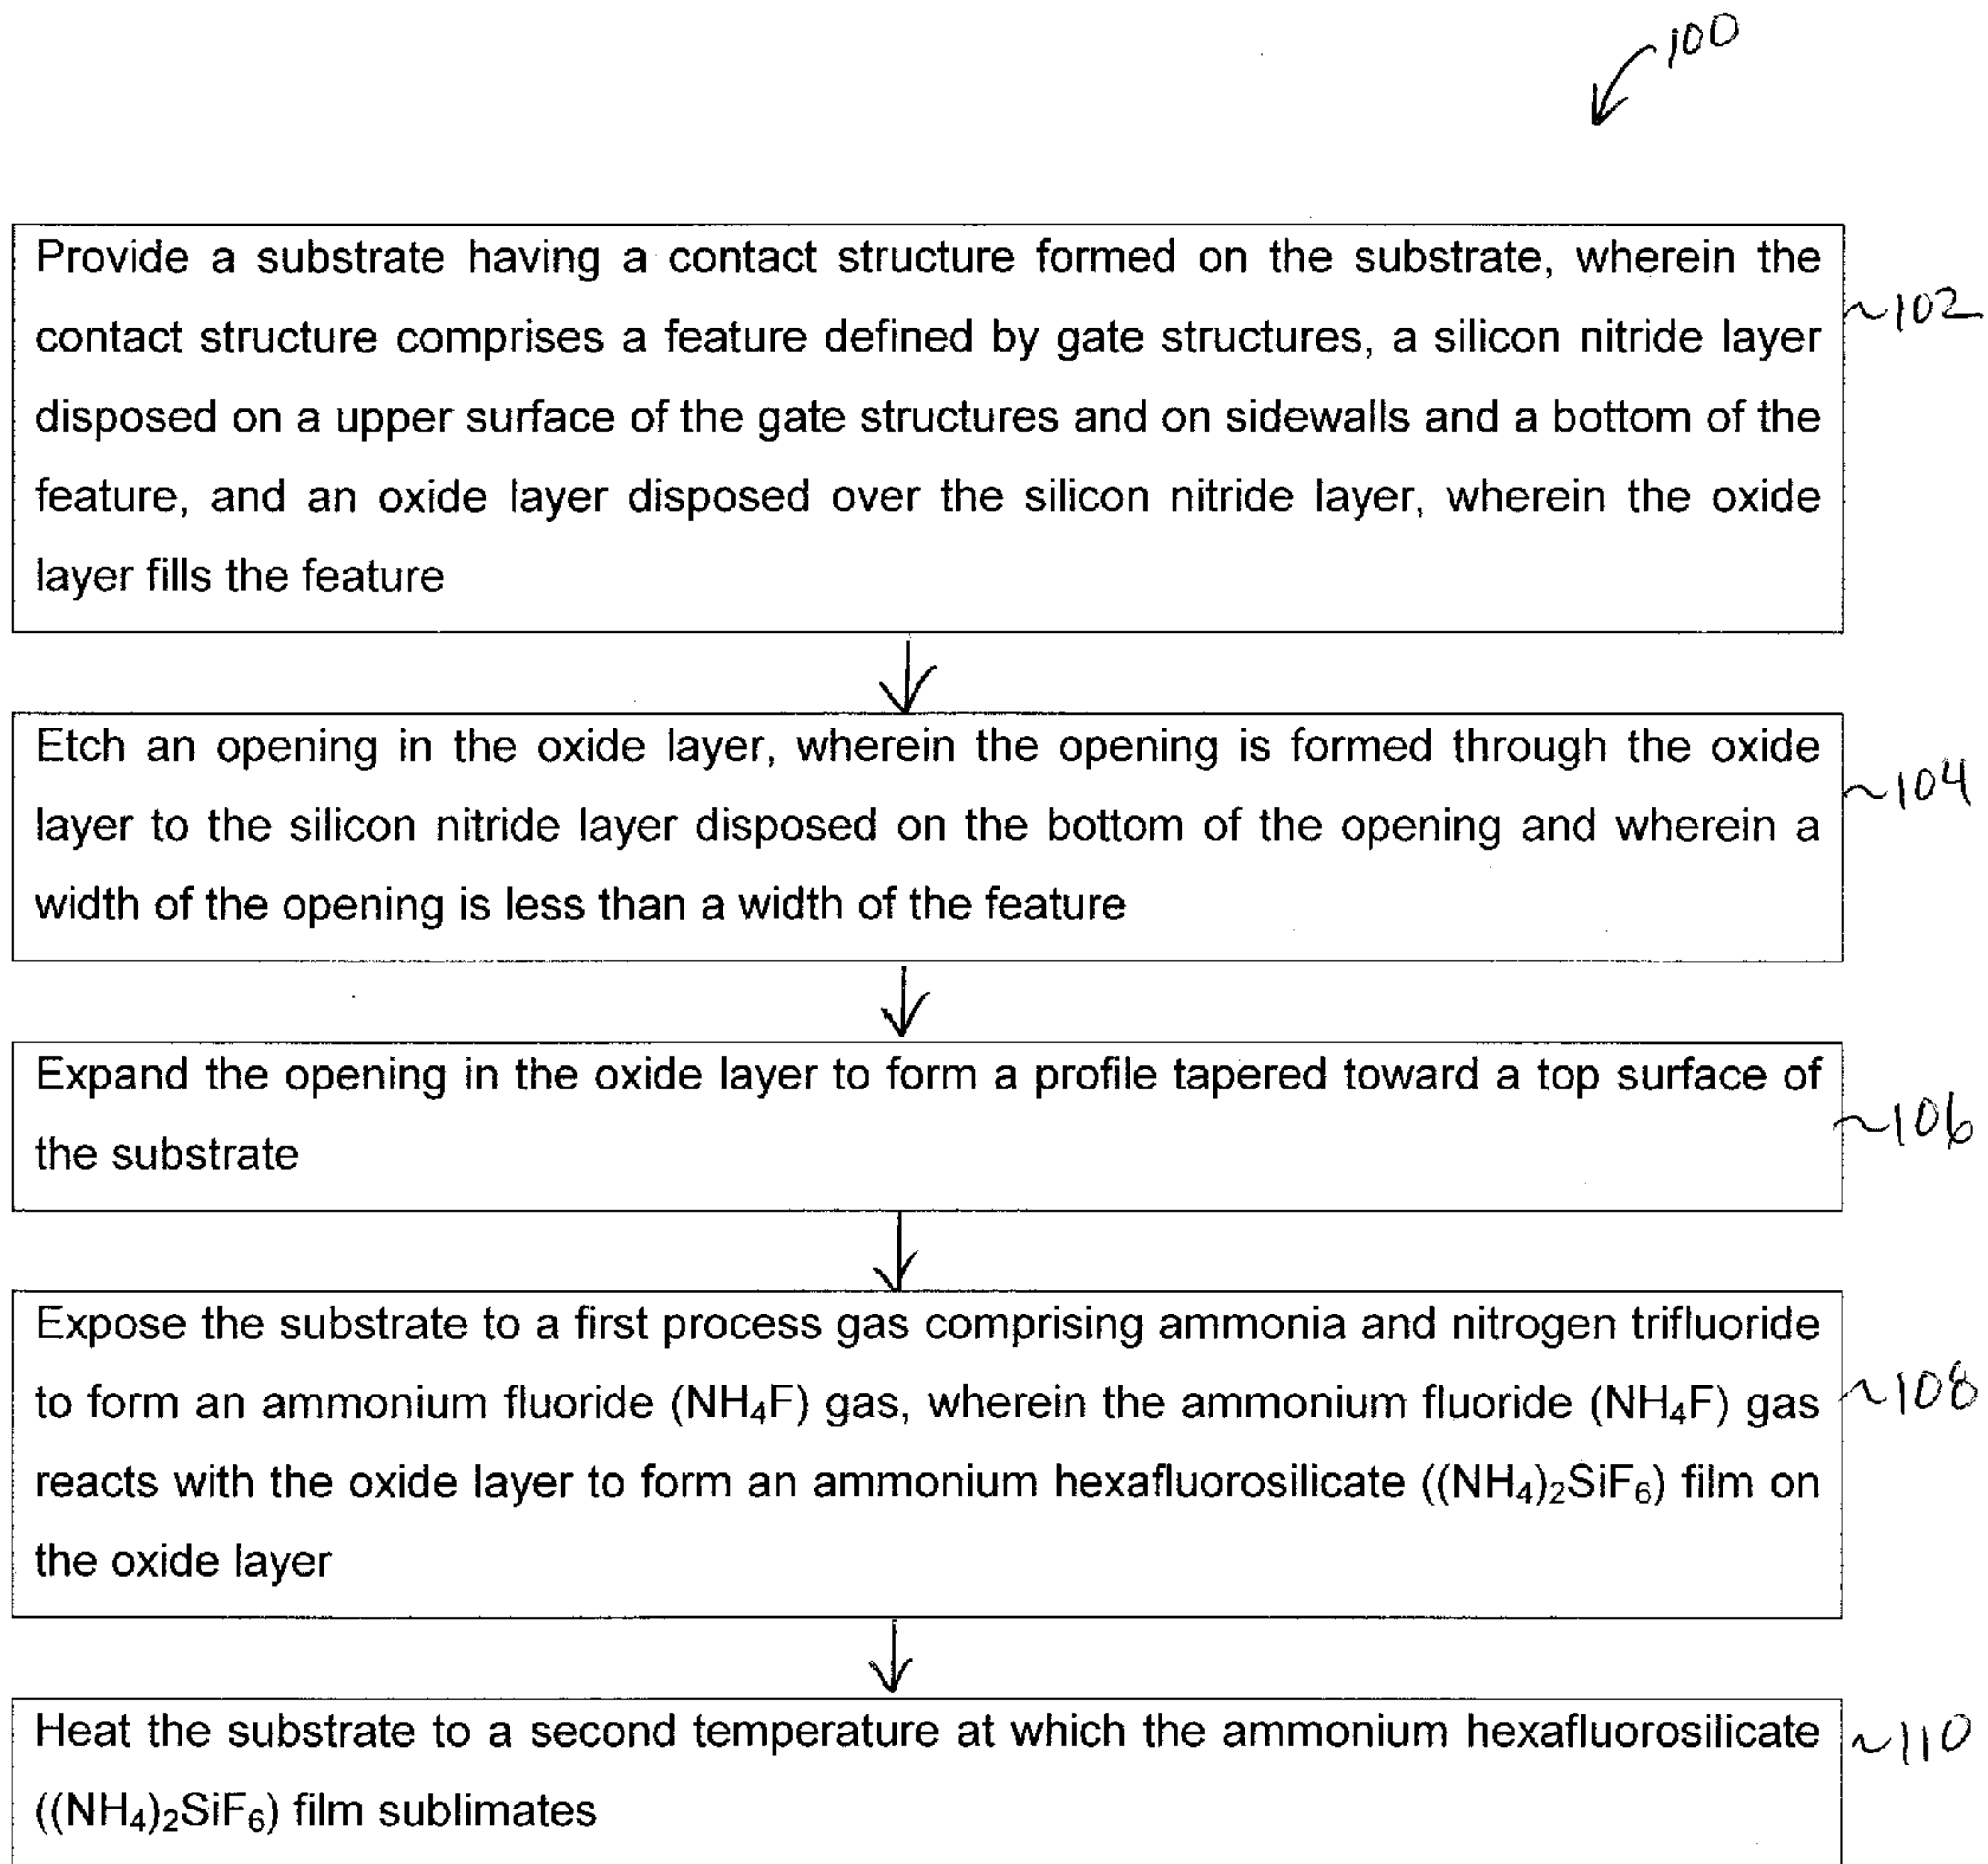 100
Provide a substrate having a contact structure formed on the substrate, wherein the
contact structure comprises a feature defined by gate structures, a silicon nitride layer
disposed on a upper surface of the gate structures and on sidewalls and a bottom of the
feature, and an oxide layer disposed over the silicon nitride layer, wherein the oxide
layer fills the feature
~102
Etch an opening in the oxide layer, wherein the opening is formed through the oxide
layer to the silicon nitride layer disposed on the bottom of the opening and wherein a
width of the opening is less than a width of the feature
~104
Expand the opening in the oxide layer to form a profile tapered toward a top surface of
the substrate
~106
Expose the substrate to a first process gas comprising ammonia and nitrogen trifluoride
to form an ammonium fluoride (NH₄F) gas, wherein the ammonium fluoride (NH₄F) gas
reacts with the oxide layer to form an ammonium hexafluorosilicate ((NH₄)₂SiF₆) film on
the oxide layer
~108
Heat the substrate to a second temperature at which the ammonium hexafluorosilicate
((NH₄)₂SiF₆) film sublimates
~110